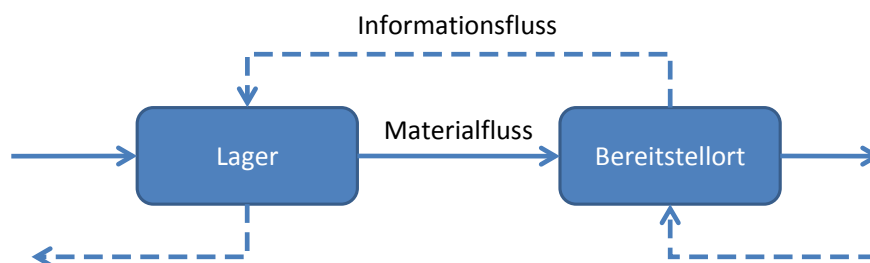 Informationsfluss
Materialfluss
Lager
Bereitstellort